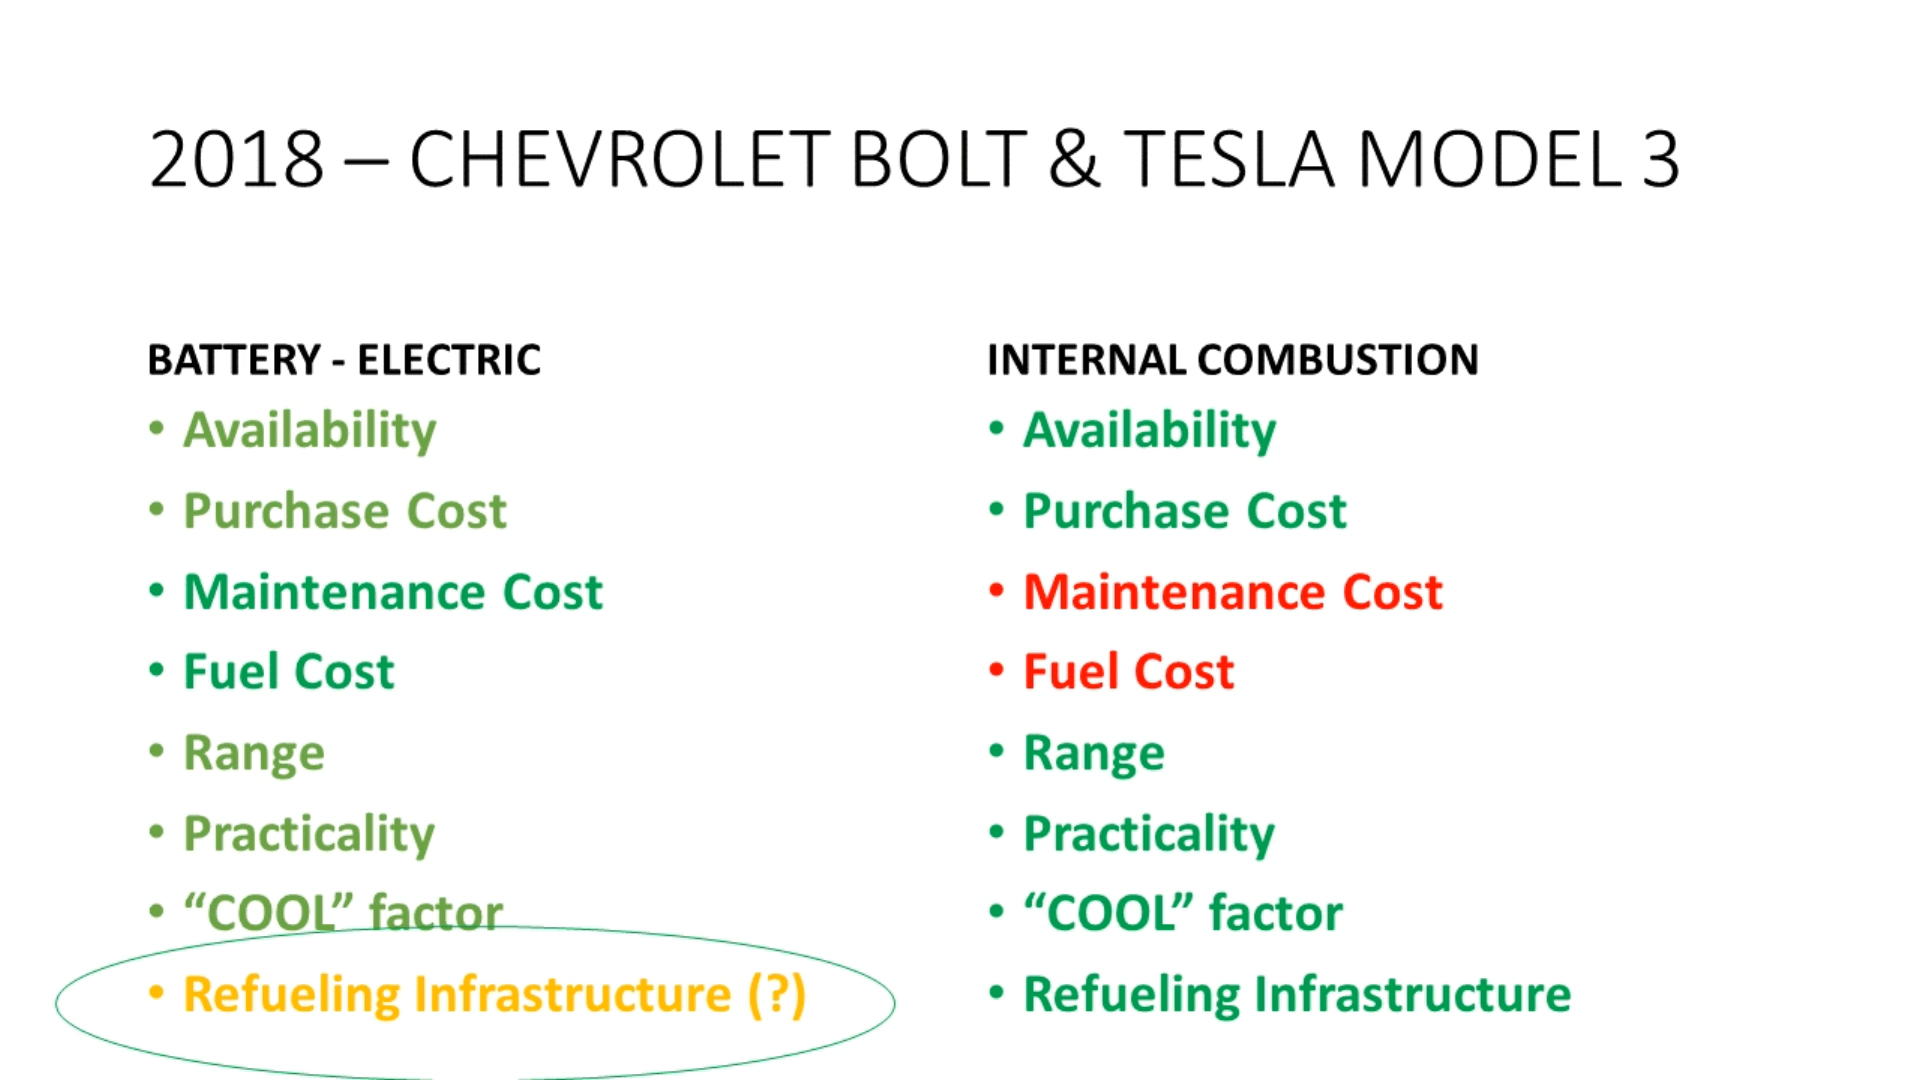 2018 – CHEVROLET BOLT & TESLA MODEL 3
BATTERY - ELECTRIC
• Availability
• Purchase Cost
• Maintenance Cost
• Fuel Cost
• Range
• Practicality
• “COOL” factor
• Refueling Infrastructure (?)
INTERNAL COMBUSTION
• Availability
• Purchase Cost
• Maintenance Cost
• Fuel Cost
• Range
• Practicality
• “COOL” factor
• Refueling Infrastructure